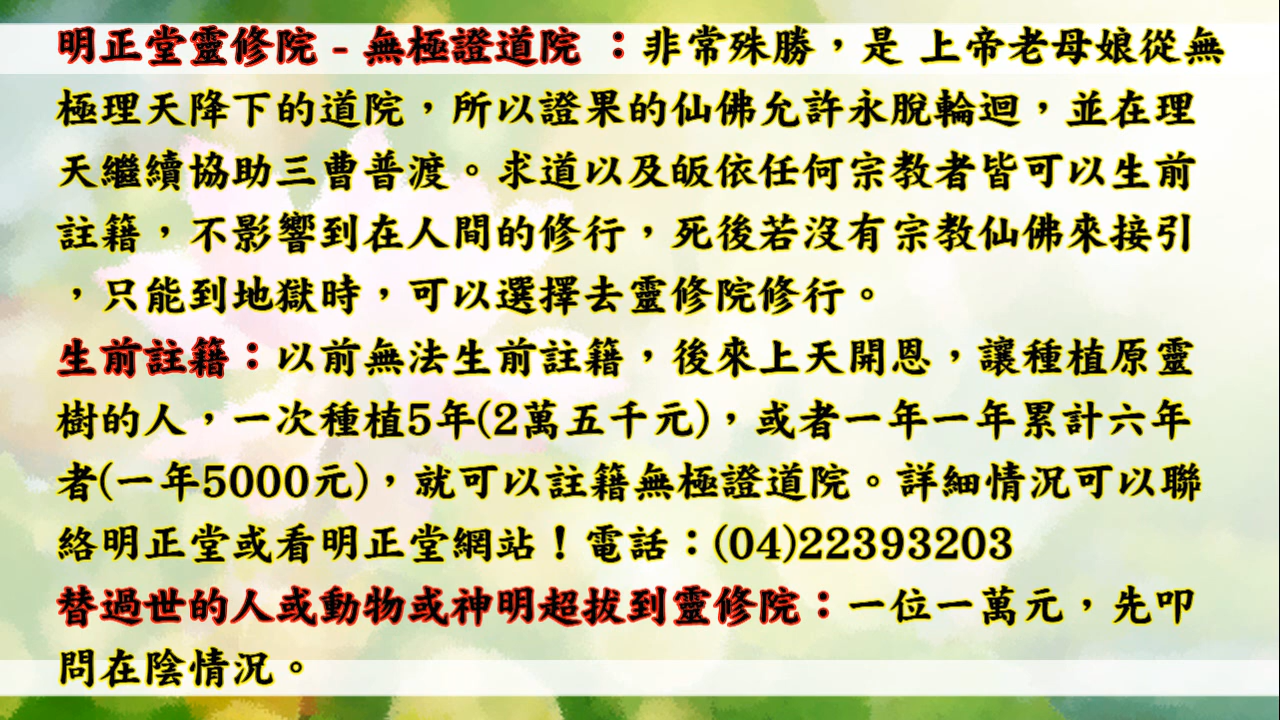 明正堂靈修院 - 無極證道院 ：非常殊勝，是 上帝老母娘從無
極理天降下的道院，所以證果的仙佛允許永脫輪迴，並在理
天繼續協助三曹普渡。求道以及皈依任何宗教者皆可以生前
註籍，不影響到在人間的修行，死後若沒有宗教仙佛來接引
，只能到地獄時，可以選擇去靈修院修行。
生前註籍：以前無法生前註籍，後來上天開恩，讓種植原靈
樹的人，一次種植5年(2萬五千元)，或者一年一年累計六年
者(一年5000元)，就可以註籍無極證道院。詳細情況可以聯
絡明正堂或看明正堂網站！電話：(04)22393203
替過世的人或動物或神明超拔到靈修院：一位一萬元，先叩
問在陰情況。